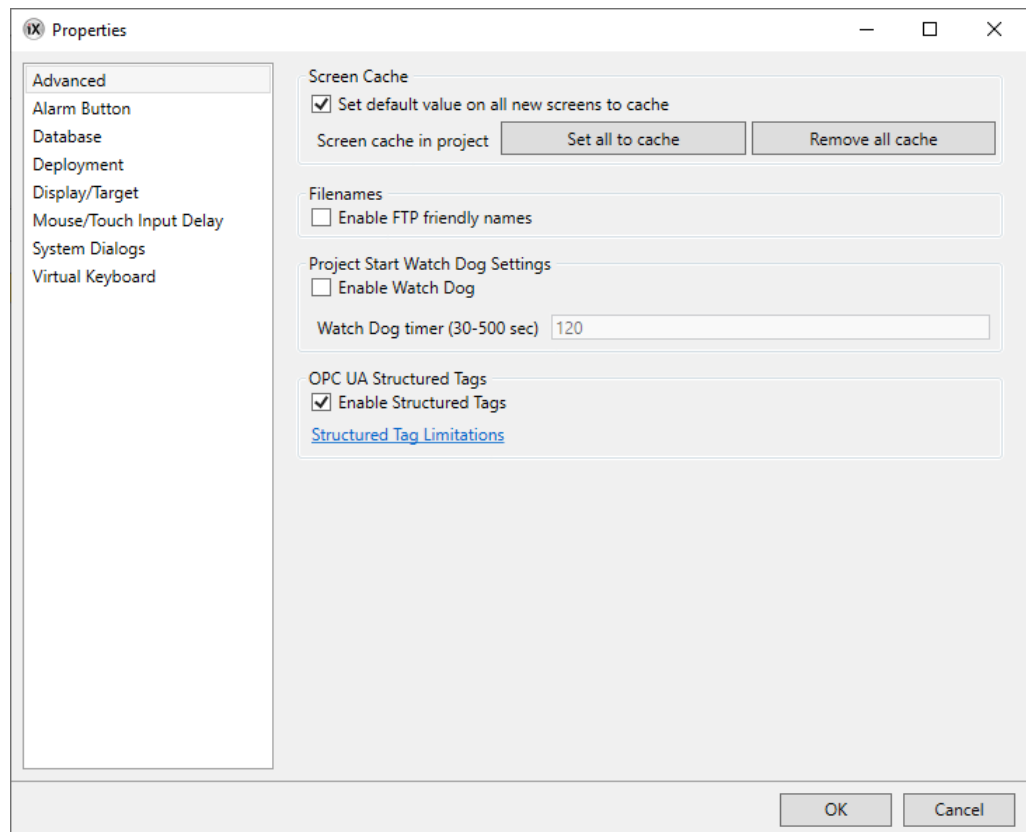 iX Properties
Advanced
Alarm Button
Database
Deployment
Display/Target
Mouse/Touch Input Delay
System Dialogs
Virtual Keyboard
Screen Cache
Set default value on all new screens to cache
Screen cache in project Set all to cache Remove all cache
Filenames
Enable FTP friendly names
Project Start Watch Dog Settings
Enable Watch Dog
Watch Dog timer (30-500 sec) 120
OPC UA Structured Tags
Enable Structured Tags
Structured Tag Limitations
OK Cancel